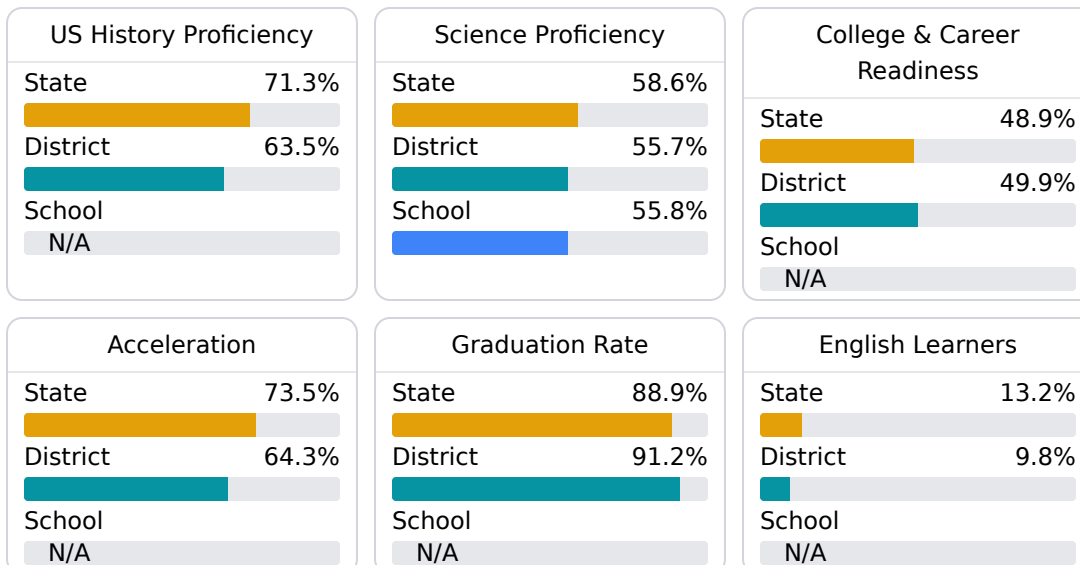 US History Proficiency
State 71.3%
District 63.5%
School
N/A
Science Proficiency
State 58.6%
District 55.7%
School 55.8%
College & Career
Readiness
State 48.9%
District 49.9%
School
N/A
Acceleration
State 73.5%
District 64.3%
School
N/A
Graduation Rate
State 88.9%
District 91.2%
School
N/A
English Learners
State 13.2%
District 9.8%
School
N/A